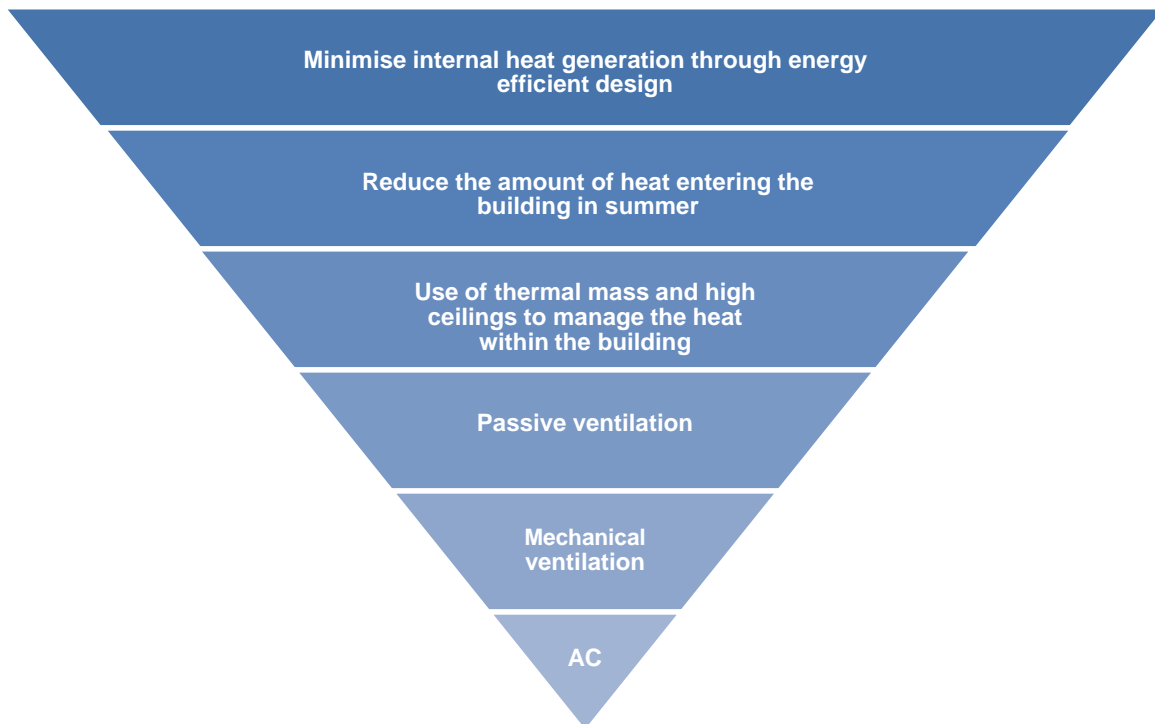 Minimise internal heat generation through energy
efficient design
Reduce the amount of heat entering the
building in summer
Use of thermal mass and high
ceilings to manage the heat
within the building
Passive ventilation
Mechanical
ventilation
AC